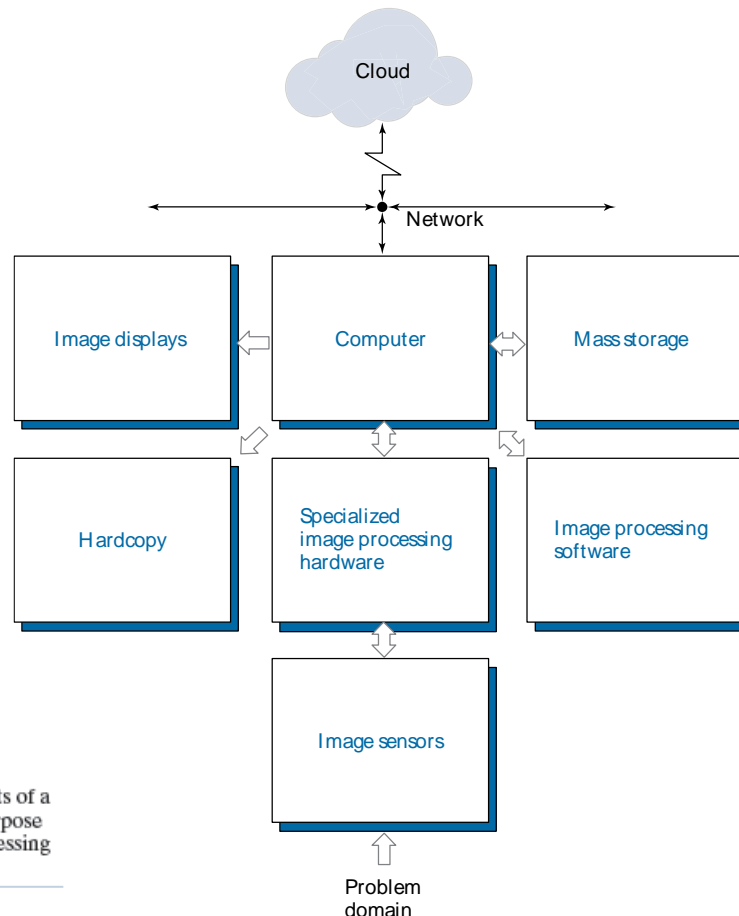 Cloud
Network
Image displays
Computer
Mass storage
Hardcopy
Specialized
image processing
hardware
Image processing
software
Image sensors
of a
Problem
domain